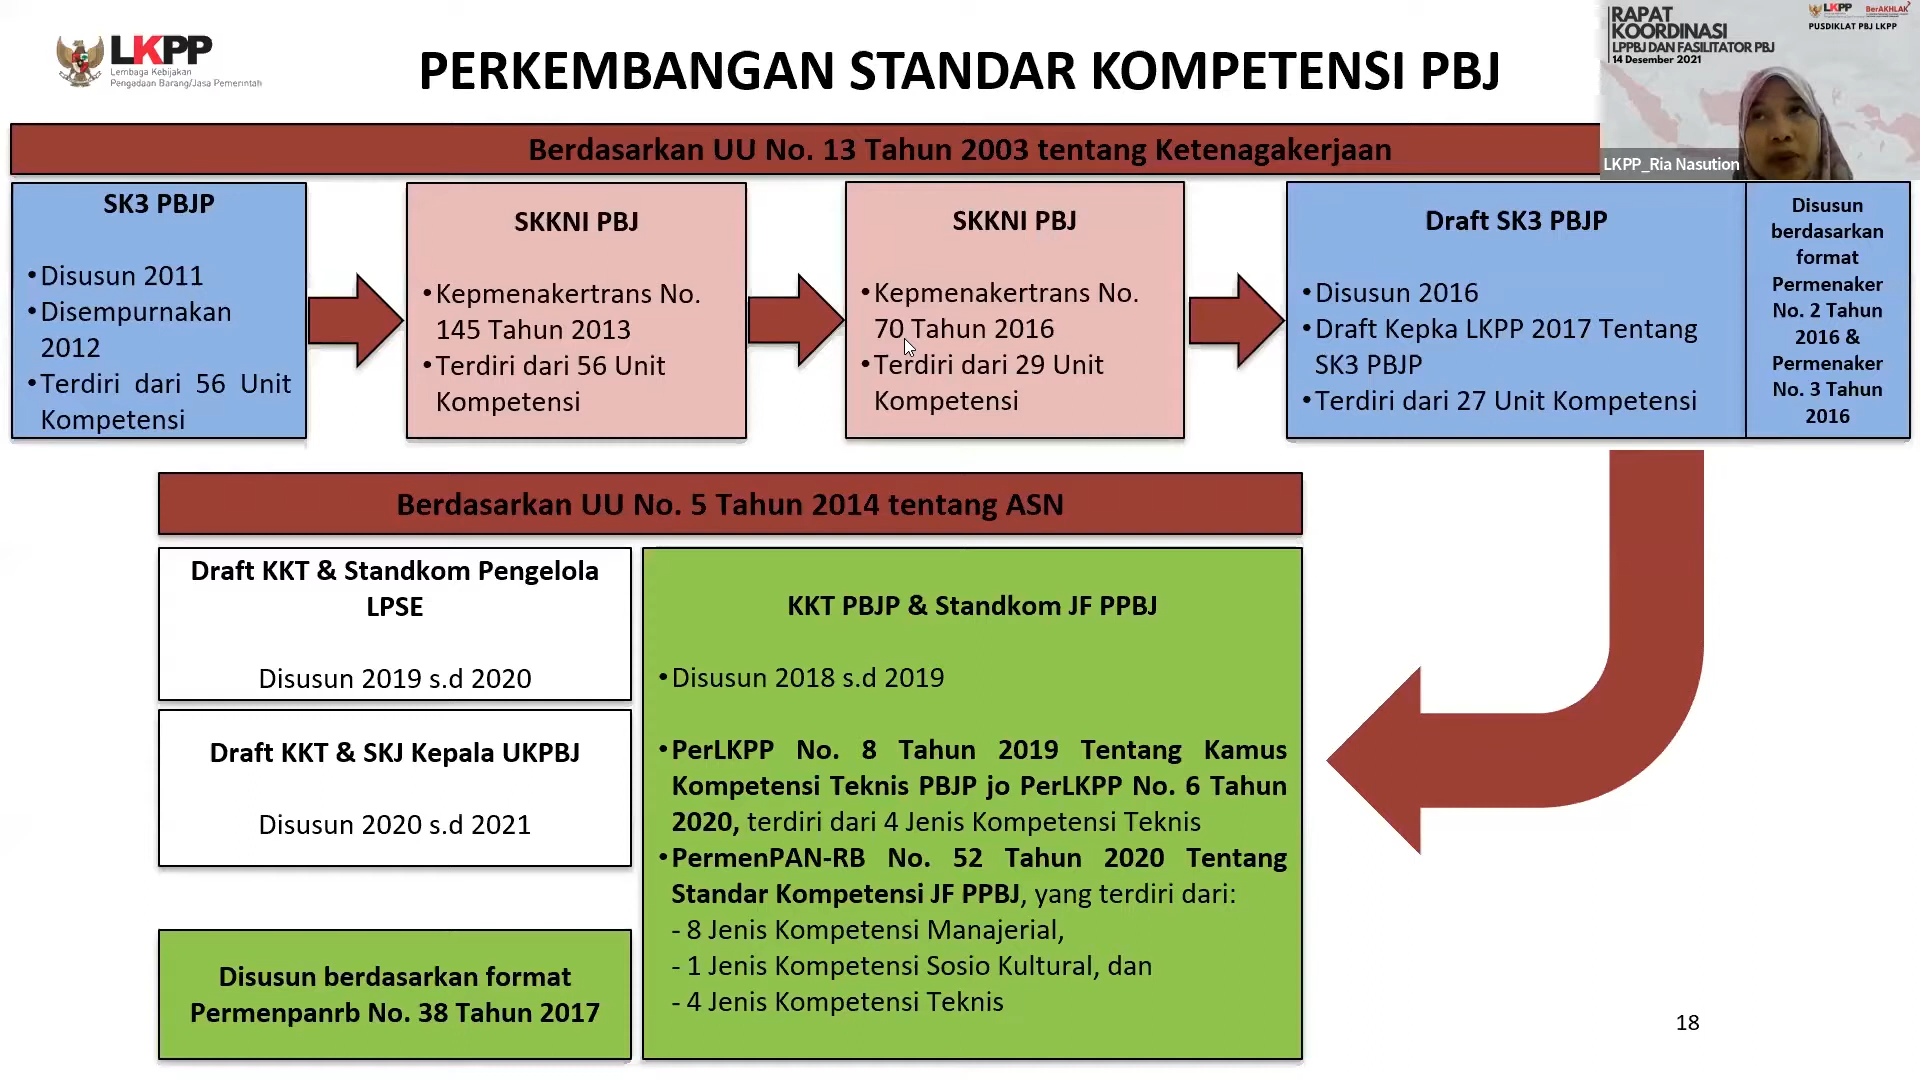 LKPP
Lembaga Kebijakan
Pengadaan Barang/Jasa Pemerintah
PERKEMBANGAN STANDAR KOMPETENSI PBJ
RAPAT
KOORDINASI
LPPBJ DAN FASILITATOR PBJ
14 Desember 2021
LKPP
BerAKHLAK
PUSDIKLAT PBJ LKPP
LKPP_Ria Nasution
Berdasarkan UU No. 13 Tahun 2003 tentang Ketenagakerjaan
SK3 PBJP
•Disusun 2011
•Disempurnakan
2012
•Terdiri dari 56 Unit
Kompetensi
SKKNI PBJ
•Kepmenakertrans No.
145 Tahun 2013
•Terdiri dari 56 Unit
Kompetensi
SKKNI PBJ
•Kepmenakertrans No.
70 Tahun 2016
•Terdiri dari 29 Unit
Kompetensi
Draft SK3 PBJP
•Disusun 2016
•Draft Kepka LKPP 2017 Tentang
SK3 PBJP
•Terdiri dari 27 Unit Kompetensi
Disusun
berdasarkan
format
Permenaker
No. 2 Tahun
2016 &
Permenaker
No. 3 Tahun
2016
Berdasarkan UU No. 5 Tahun 2014 tentang ASN
Draft KKT & Standkom Pengelola
LPSE
Disusun 2019 s.d 2020
Draft KKT & SKJ Kepala UKPBJ
Disusun 2020 s.d 2021
Disusun berdasarkan format
Permenpanrb No. 38 Tahun 2017
KKT PBJP & Standkom JF PPBJ
•Disusun 2018 s.d 2019
•PerLKPP No. 8 Tahun 2019 Tentang Kamus
Kompetensi Teknis PBJP jo PerLKPP No. 6 Tahun
2020, terdiri dari 4 Jenis Kompetensi Teknis
•PermenPAN-RB No. 52 Tahun 2020 Tentang
Standar Kompetensi JF PPBJ, yang terdiri dari:
- 8 Jenis Kompetensi Manajerial,
- 1 Jenis Kompetensi Sosio Kultural, dan
- 4 Jenis Kompetensi Teknis
18